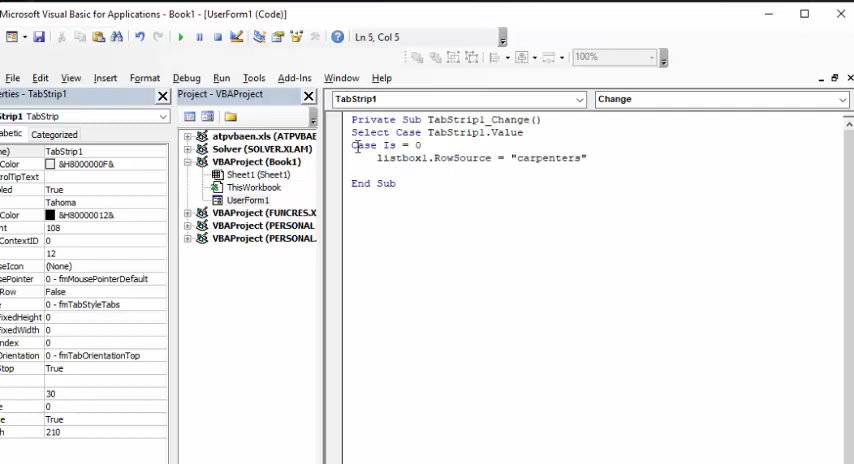 Microsoft Visual Basic for Applications - Book1 - [UserForm1 (Code)]
Ln 5, Col 5
100%
File Edit View Insert Format Debug Run Tools Add-Ins Window Help
erties - TabStrip1
strip1 TabStrip
abetic Categorized
me) TabStrip1
Color &H8000000F&
trolTipText
bled True
Tahoma
Color &H80000012&
ht 108
ContextID 0
12
seIcon (None)
sePointer 0 - fmMousePointerDefault
Row False
e 0 - fmTabStyleTabs
FixedHeight 0
FixedWidth 0
ndex 0
Orientation 0 - fmTabOrientationTop
Stop True
30
e 0
le True
h 210
Project - VBAProject
atpvbaen.xls (ATPVBAE
Solver (SOLVER.XLAM)
VBAProject (Book1)
Sheet1 (Sheet1)
ThisWorkbook
UserForm1
VBAProject (FUNCRES.X
VBAProject (PERSONAL
VBAProject (PERSONAL.
TabStrip1
Change
Private Sub TabStrip1_Change()
Select Case TabStrip1.Value
Case Is = 0
listbox1.RowSource = "carpenters"
End Sub